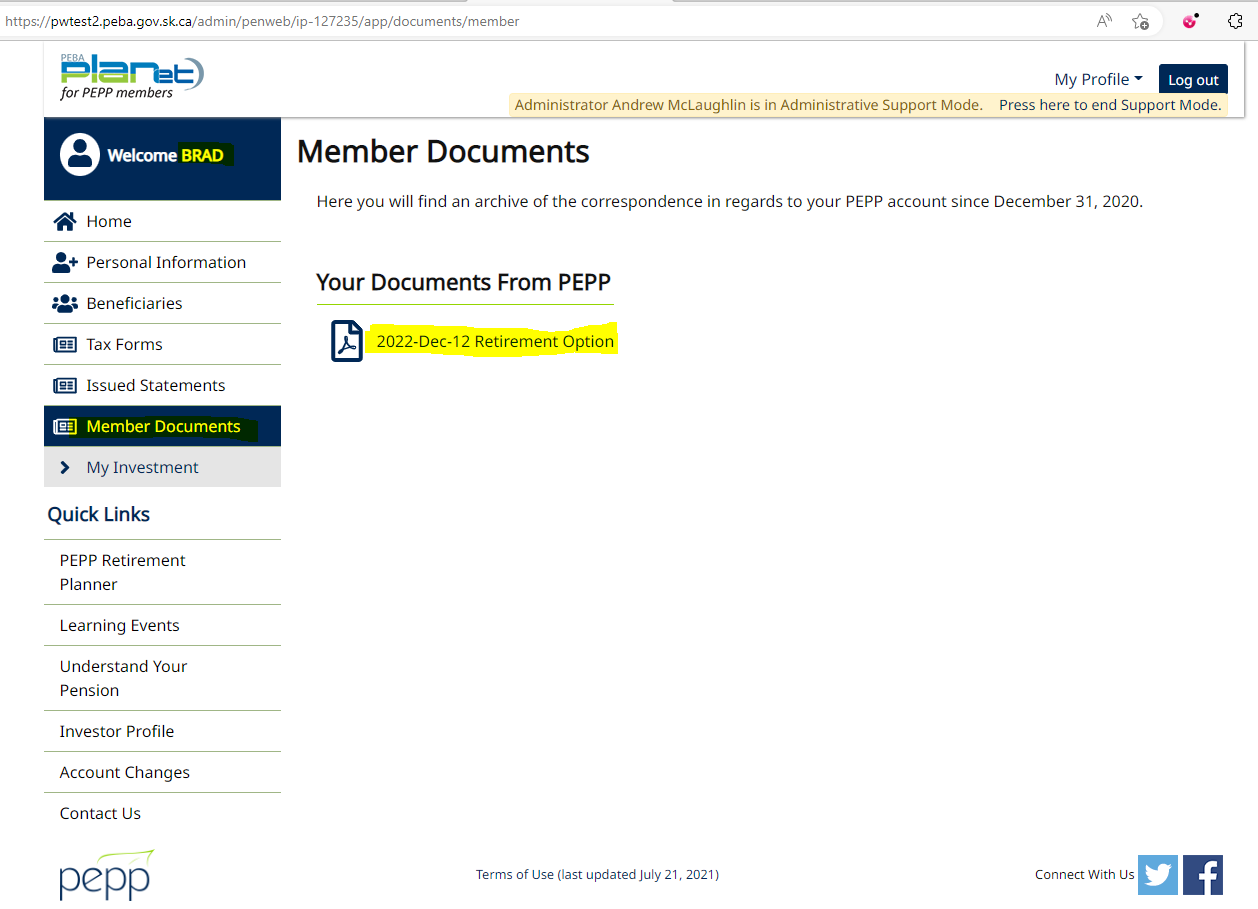 https://pwtest2.peba.gov.sk.ca/admin/penweb/ip-127235/app/documents/member
PEBA
planet
for PEPP members
My Profile
Log out
Administrator Andrew McLaughlin is in Administrative Support Mode. Press here to end Support Mode.
Welcome BRAD
Home
Personal Information
Beneficiaries
Tax Forms
Issued Statements
Member Documents
My Investment
Quick Links
PEPP Retirement
Planner
Learning Events
Understand Your
Pension
Investor Profile
Account Changes
Contact Us
Member Documents
Here you will find an archive of the correspondence in regards to your PEPP account since December 31, 2020.
Your Documents From PEPP
2022-Dec-12 Retirement Option
pepp
Terms of Use (last updated July 21, 2021)
Connect With Us